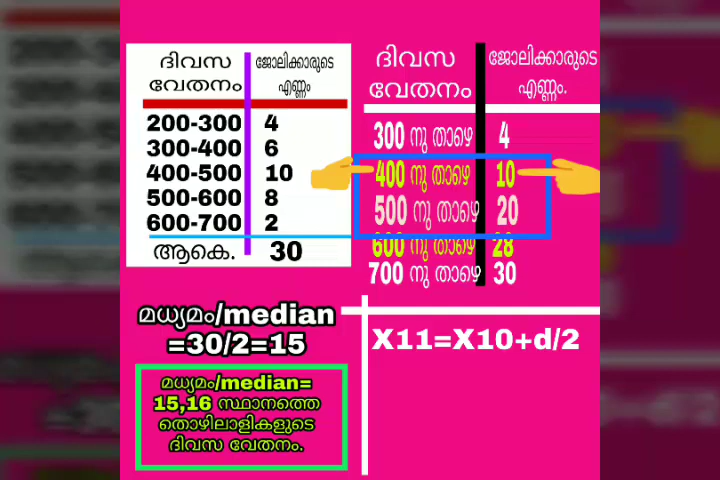 ദിവസ വേതനം
ജോലിക്കാരുടെ എണ്ണം
200-300 4
300-400 6
400-500 10
500-600 8
600-700 2
ആകെ. 30
ദിവസ വേതനം
ജോലിക്കാരുടെ എണ്ണം.
300 നു താഴെ 4
400 നു താഴെ 10
500 നു താഴെ 20
600 നു താഴെ 28
700 നു താഴെ 30
മധ്യമം/median
=30/2=15
മധ്യമം/median=
15,16 സ്ഥാനത്തെ
തൊഴിലാളികളുടെ
ദിവസ വേതനം.
X11=X10+d/2